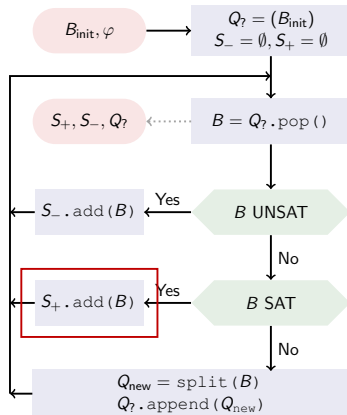 B_init, φ
Q_? = (B_init)
S_− = ∅, S_+ = ∅
S_+, S_−, Q_?
B = Q_?.pop()
S_−.add(B)
Yes
B UNSAT
No
S_+.add(B)
Yes
B SAT
No
Q_new = split(B)
Q_?.append(Q_new)